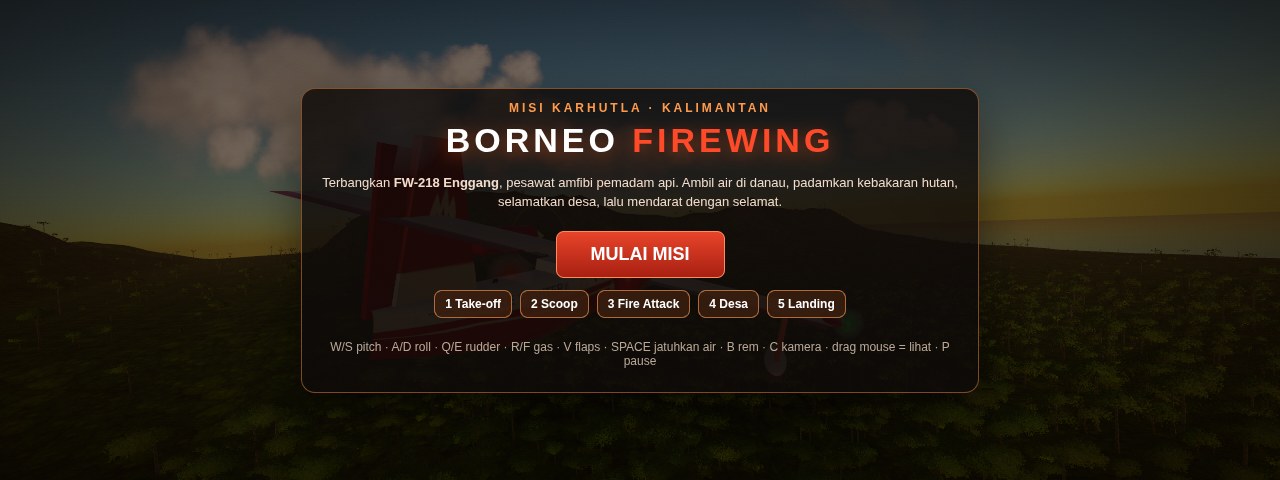 MISI KARHUTLA · KALIMANTAN
BORNEO FIREWING
Terbangkan FW-218 Enggang, pesawat amfibi pemadam api. Ambil air di danau, padamkan kebakaran hutan,
selamatkan desa, lalu mendarat dengan selamat.
MULAI MISI
1 Take-off 2 Scoop 3 Fire Attack 4 Desa 5 Landing
W/S pitch · A/D roll · Q/E rudder · R/F gas · V flaps · SPACE jatuhkan air · B rem · C kamera · drag mouse = lihat · P
pause